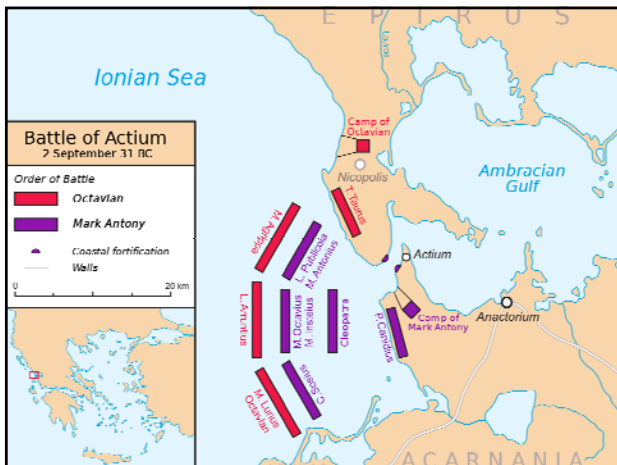 EPIRUS
Louros
Ionian Sea
Camp of
Octavian
Battle of Actium
2 September 31 BC
Order of Battle
Octavian
Mark Antony
Coastal fortification
Walls
0
20 km
Nicopolis
Ambracian
Gulf
T. Taurus
M. Agrippa
L. Publicola
M. Antonius
Actium
L. Arruntius
M. Octavius
M. Insteius
Cleopatra
P. Canidius
Camp of
Mark Antony
Anactorium
M. Lurius
Octavian
C. Sosius
ACARNANIA